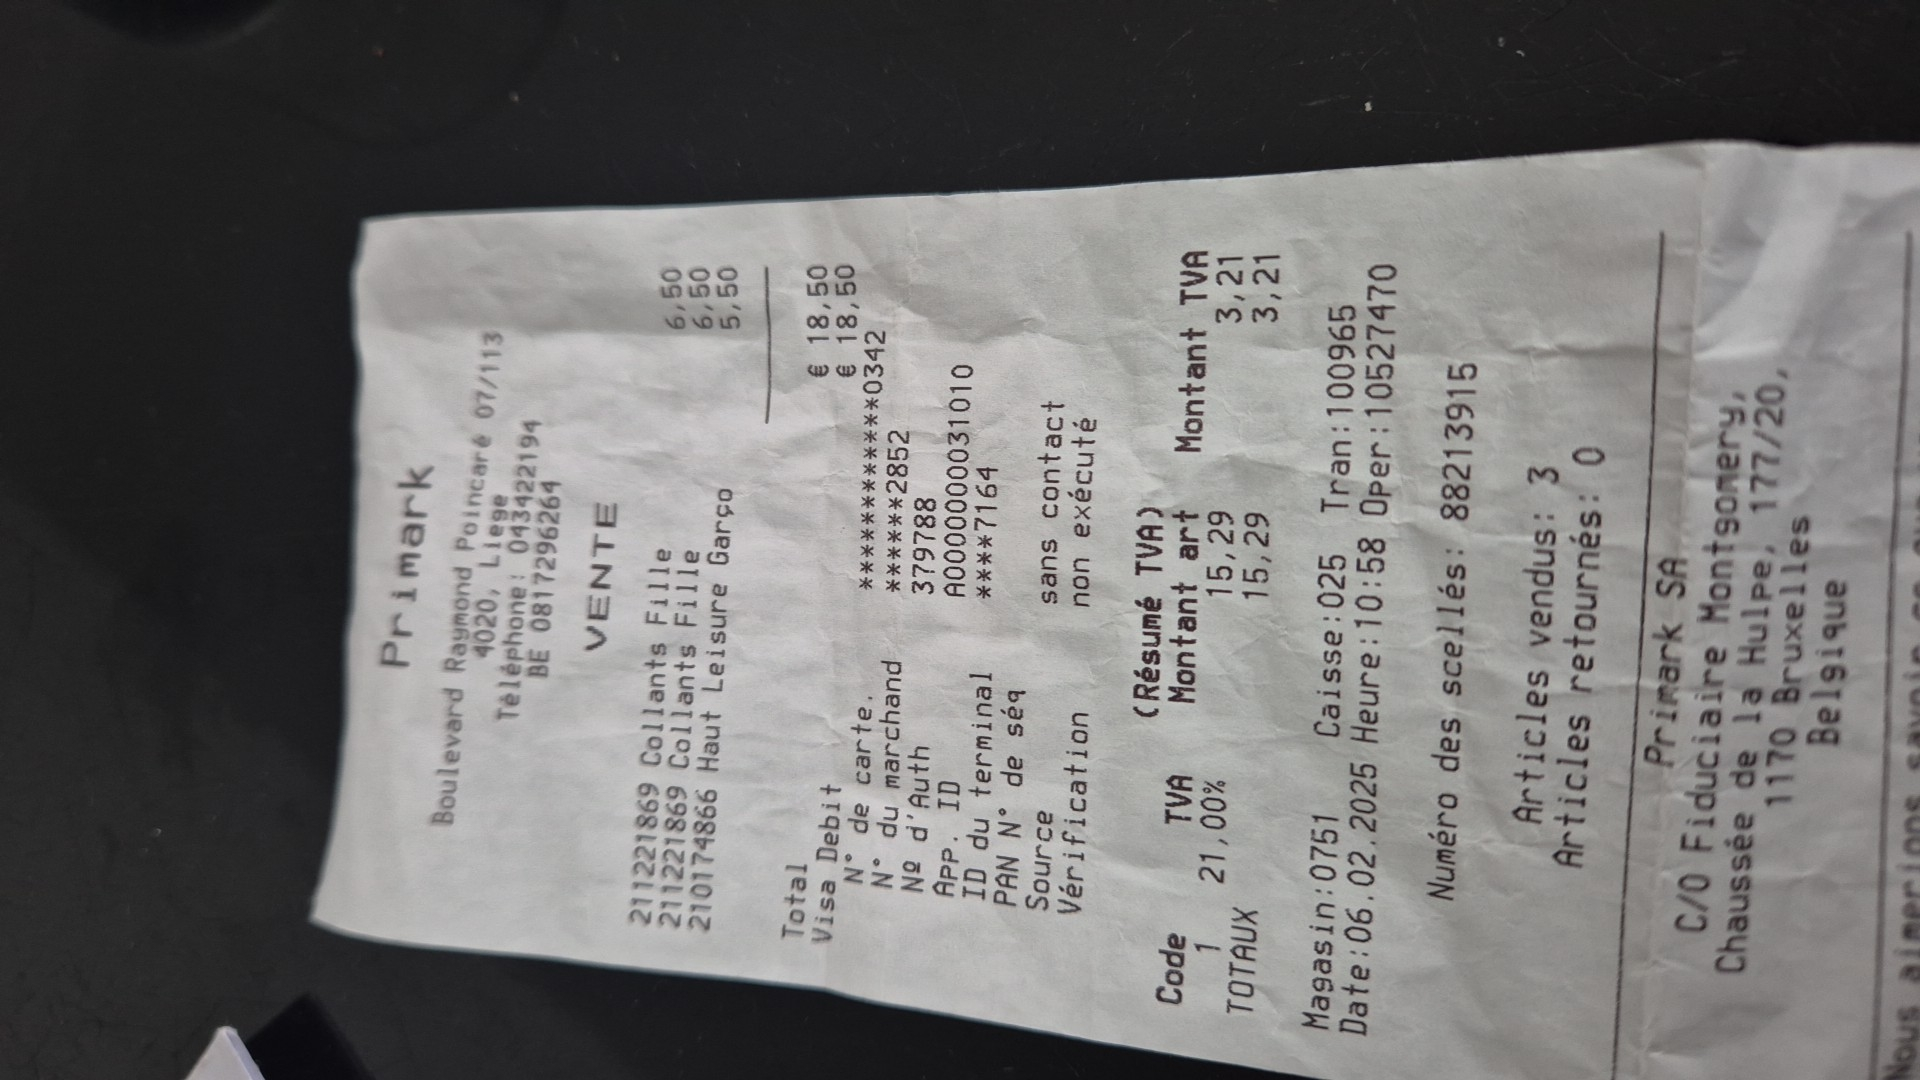 Primark
Boulevard Raymond Poincaré 07/113
4020, Liege
Téléphone: 043422194
BE 0817296264
VENTE
211221869 Collants Fille 6,50
211221869 Collants Fille 6,50
210174866 Haut Leisure Garço 5,50
Total € 18,50
Visa Debit € 18,50
N° de carte. ************0342
N° du marchand ******2852
Nº d'Auth 379788
App. ID A0000000031010
ID du terminal ****7164
PAN N° de séq
Source sans contact
Vérification non exécuté
(Résumé TVA)
Code TVA Montant art Montant TVA
1 21,00% 15,29 3,21
TOTAUX 15,29 3,21
Magasin:0751 Caisse:025 Tran:100965
Date:06.02.2025 Heure:10:58 Oper:10527470
Numéro des scellés: 88213915
Articles vendus: 3
Articles retournés: 0
Primark SA
C/O Fiduciaire Montgomery,
Chaussée de la Hulpe, 177/20,
1170 Bruxelles
Belgique
Nous aimerions savoir ce que